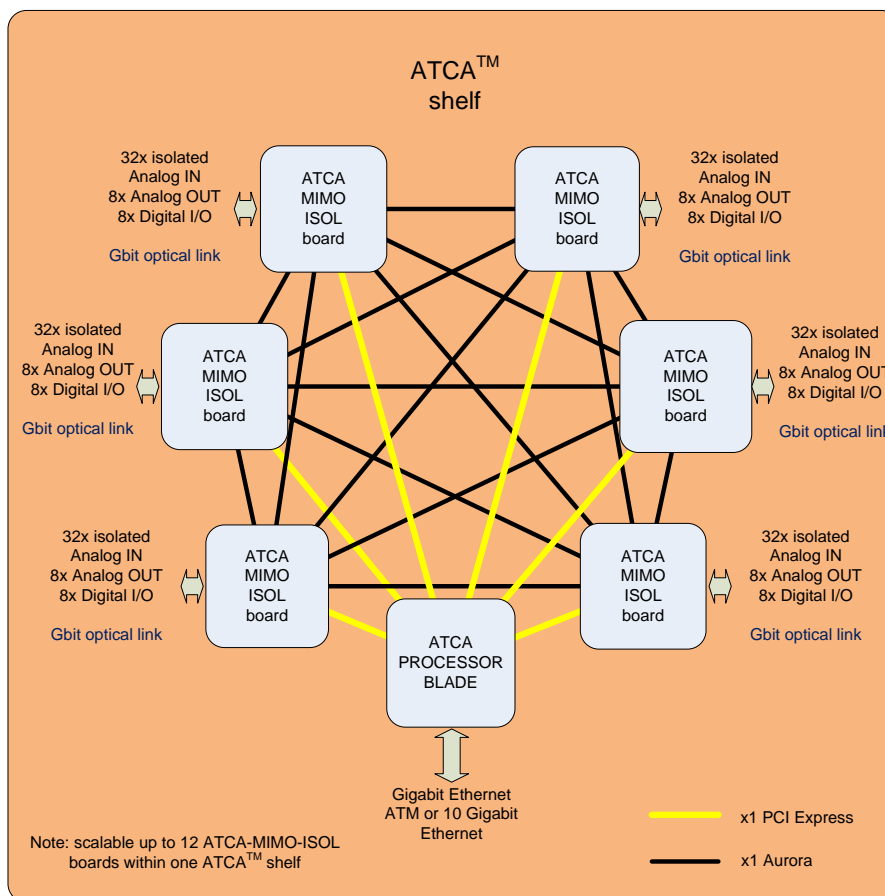 ATCA™
shelf
32x isolated
Analog IN
8x Analog OUT
8x Digital I/O
Gbit optical link
ATCA
MIMO
ISOL
board
ATCA
MIMO
ISOL
board
32x isolated
Analog IN
8x Analog OUT
8x Digital I/O
Gbit optical link
32x isolated
Analog IN
8x Analog OUT
8x Digital I/O
Gbit optical link
ATCA
MIMO
ISOL
board
ATCA
MIMO
ISOL
board
32x isolated
Analog IN
8x Analog OUT
8x Digital I/O
Gbit optical link
32x isolated
Analog IN
8x Analog OUT
8x Digital I/O
Gbit optical link
ATCA
MIMO
ISOL
board
ATCA
MIMO
ISOL
board
32x isolated
Analog IN
8x Analog OUT
8x Digital I/O
Gbit optical link
ATCA
PROCESSOR
BLADE
Gigabit Ethernet
ATM or 10 Gigabit
Ethernet
Note: scalable up to 12 ATCA-MIMO-ISOL
boards within one ATCA™ shelf
x1 PCI Express
x1 Aurora